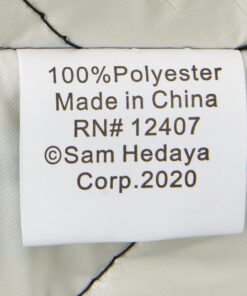 100%Polyester
Made in China
RN# 12407
©Sam Hedaya
Corp.2020